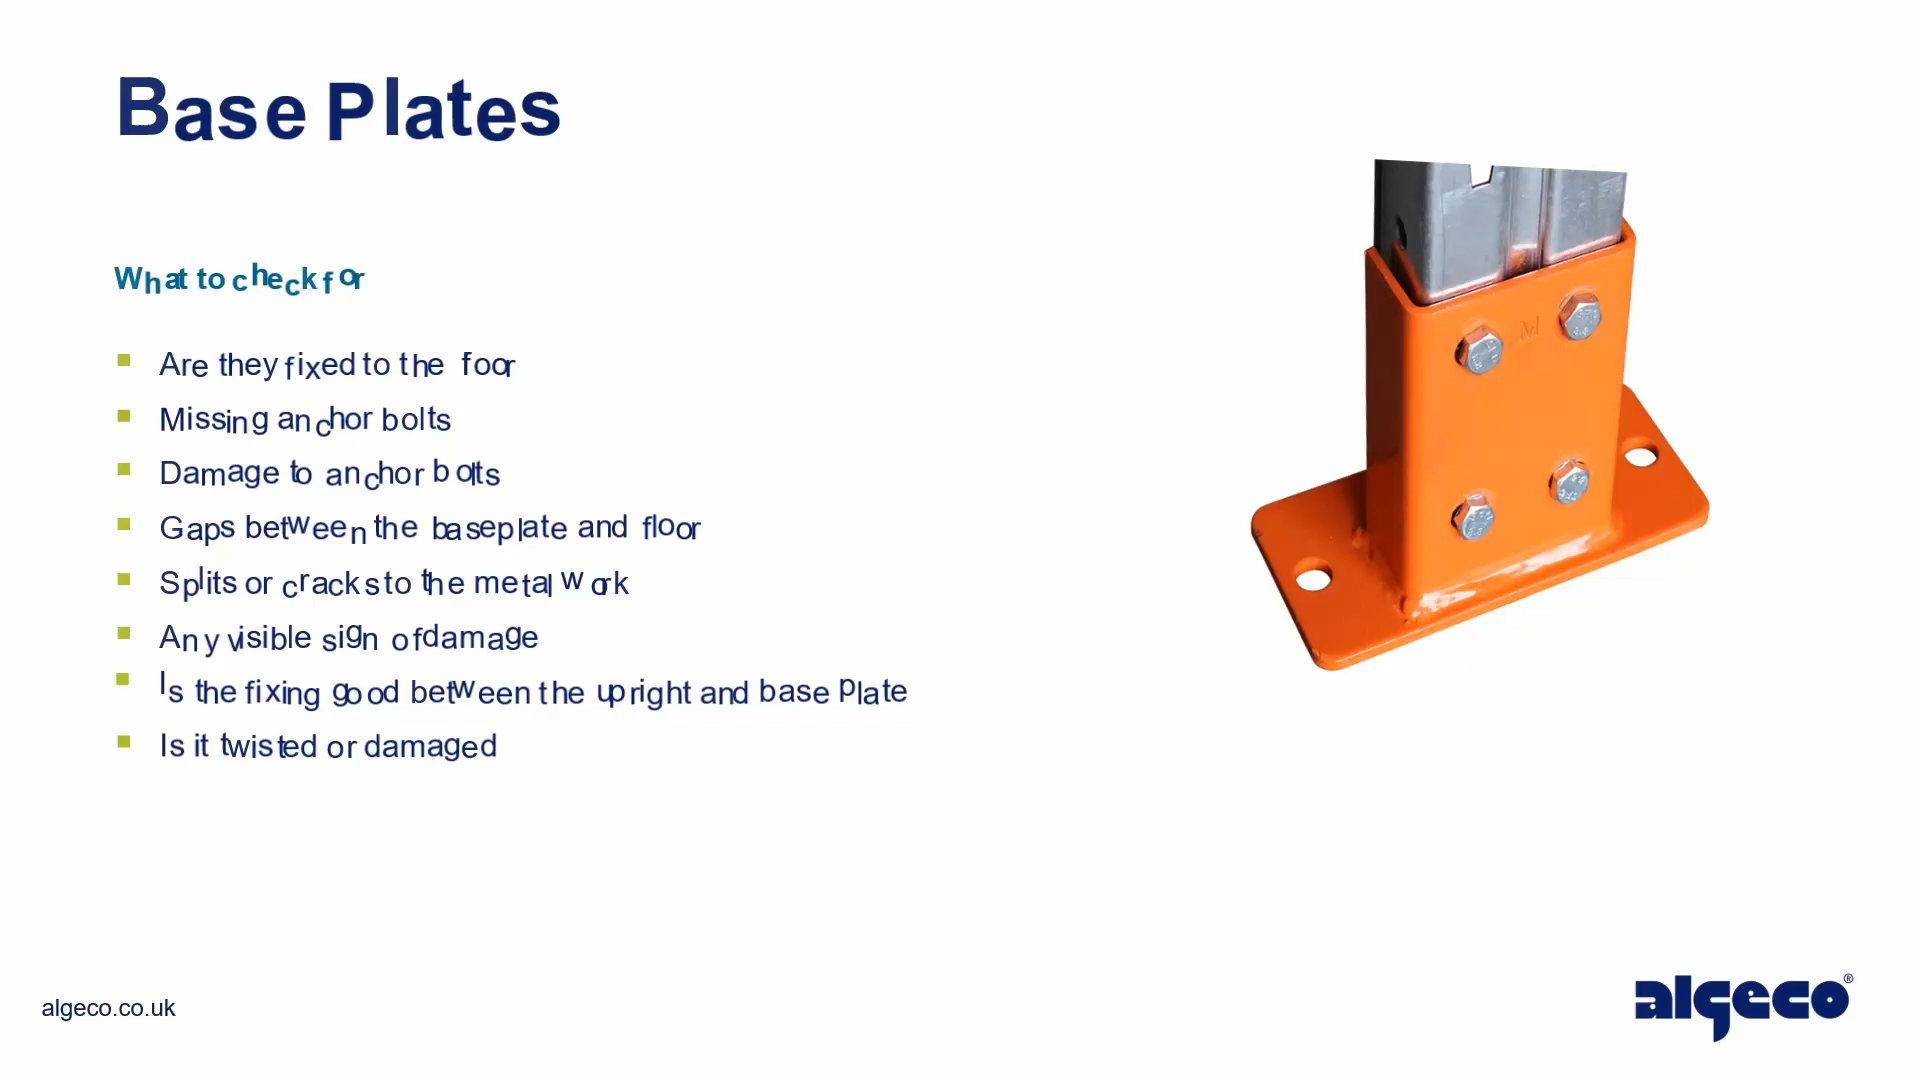 Base Plates
What to check for
Are they fixed to the foor
Missing anchor bolts
Damage to anchor bolts
Gaps between the baseplate and floor
Splits or cracks to the metal work
Any visible sign of damage
Is the fixing good between the upright and base plate
Is it twisted or damaged
algeco.co.uk
algeco®